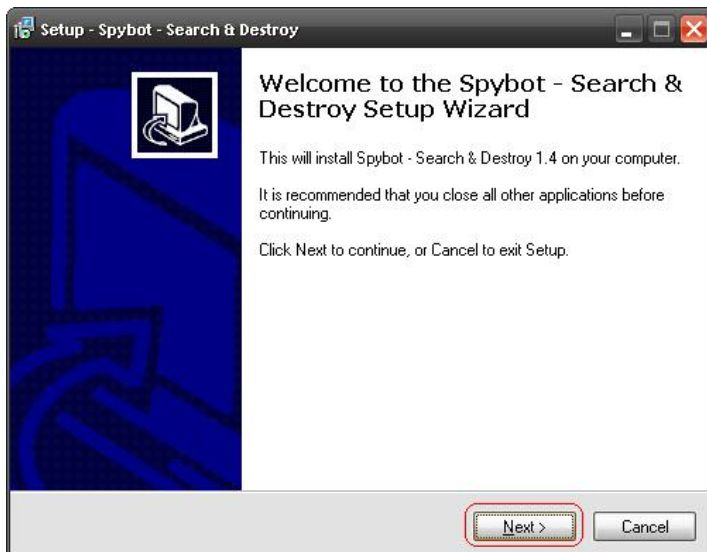 Setup - Spybot - Search & Destroy
Welcome to the Spybot - Search &
Destroy Setup Wizard
This will install Spybot - Search & Destroy 1.4 on your computer.
It is recommended that you close all other applications before
continuing.
Click Next to continue, or Cancel to exit Setup.
Next >
Cancel